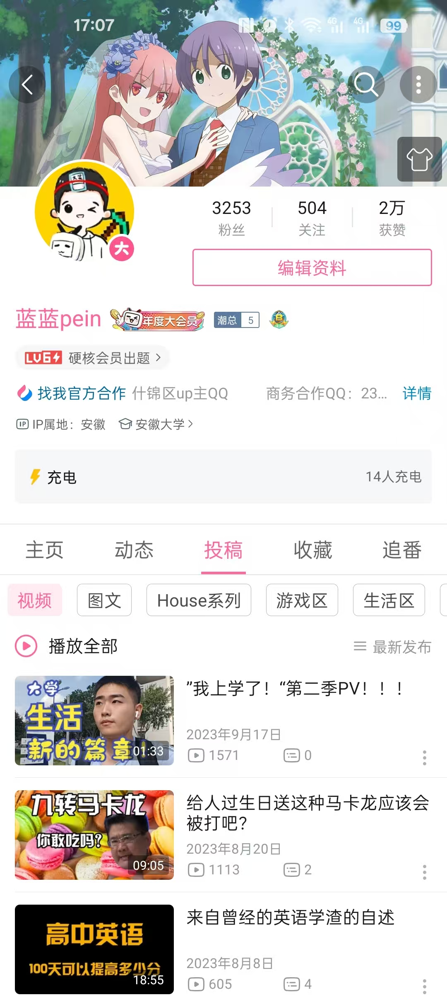 17:07
4G
4G
99
大笑
大
3253
504
2万
粉丝
关注
获赞
编辑资料
蓝蓝pein
年度大会员
潮总 5
LV6 硬核会员出题
找我官方合作 什锦区up主QQ 商务合作QQ：23... 详情
IP IP属地：安徽 安徽大学
充电
14人充电
主页
动态
投稿
收藏
追番
视频
图文
House系列
游戏区
生活区
播放全部
最新发布
大学
生活
新的篇章!
01:33
”我上学了！“第二季PV！！！
2023年9月17日
1571
0
九转马卡龙
你敢吃吗?
09:05
给人过生日送这种马卡龙应该会
被打吧？
2023年8月20日
1113
2
高中英语
100天可以提高多少分
18:55
来自曾经的英语学渣的自述
2023年8月8日
605
4